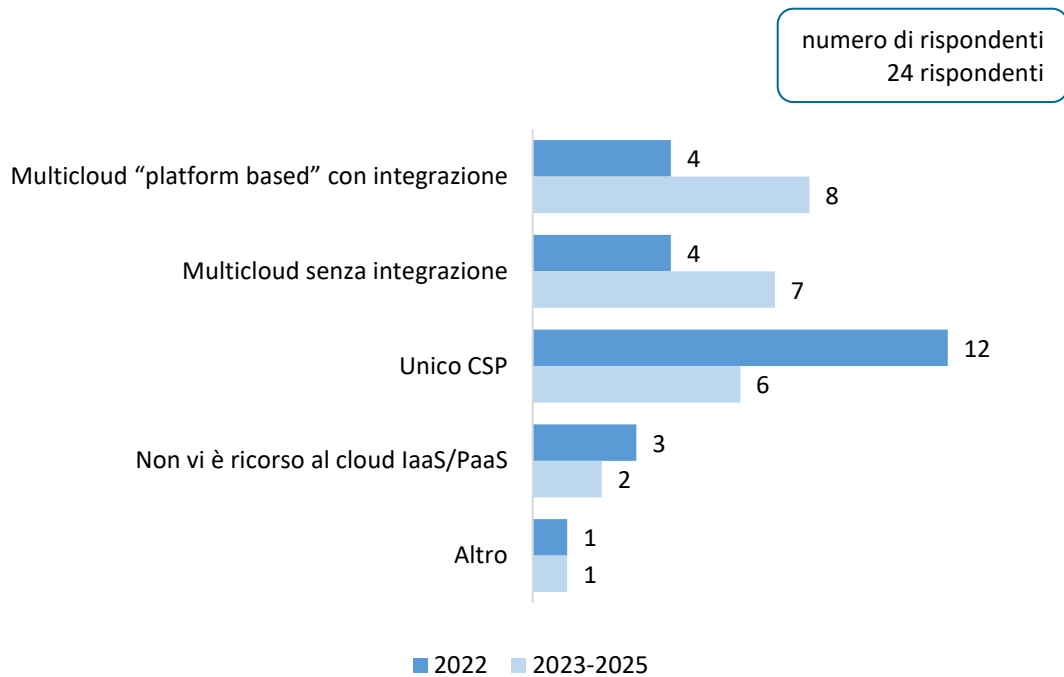 numero di rispondenti
24 rispondenti
Multicloud “platform based” con integrazione
4
8
Multicloud senza integrazione
4
7
Unico CSP
12
6
Non vi è ricorso al cloud IaaS/PaaS
3
2
Altro
1
1
2022 2023-2025